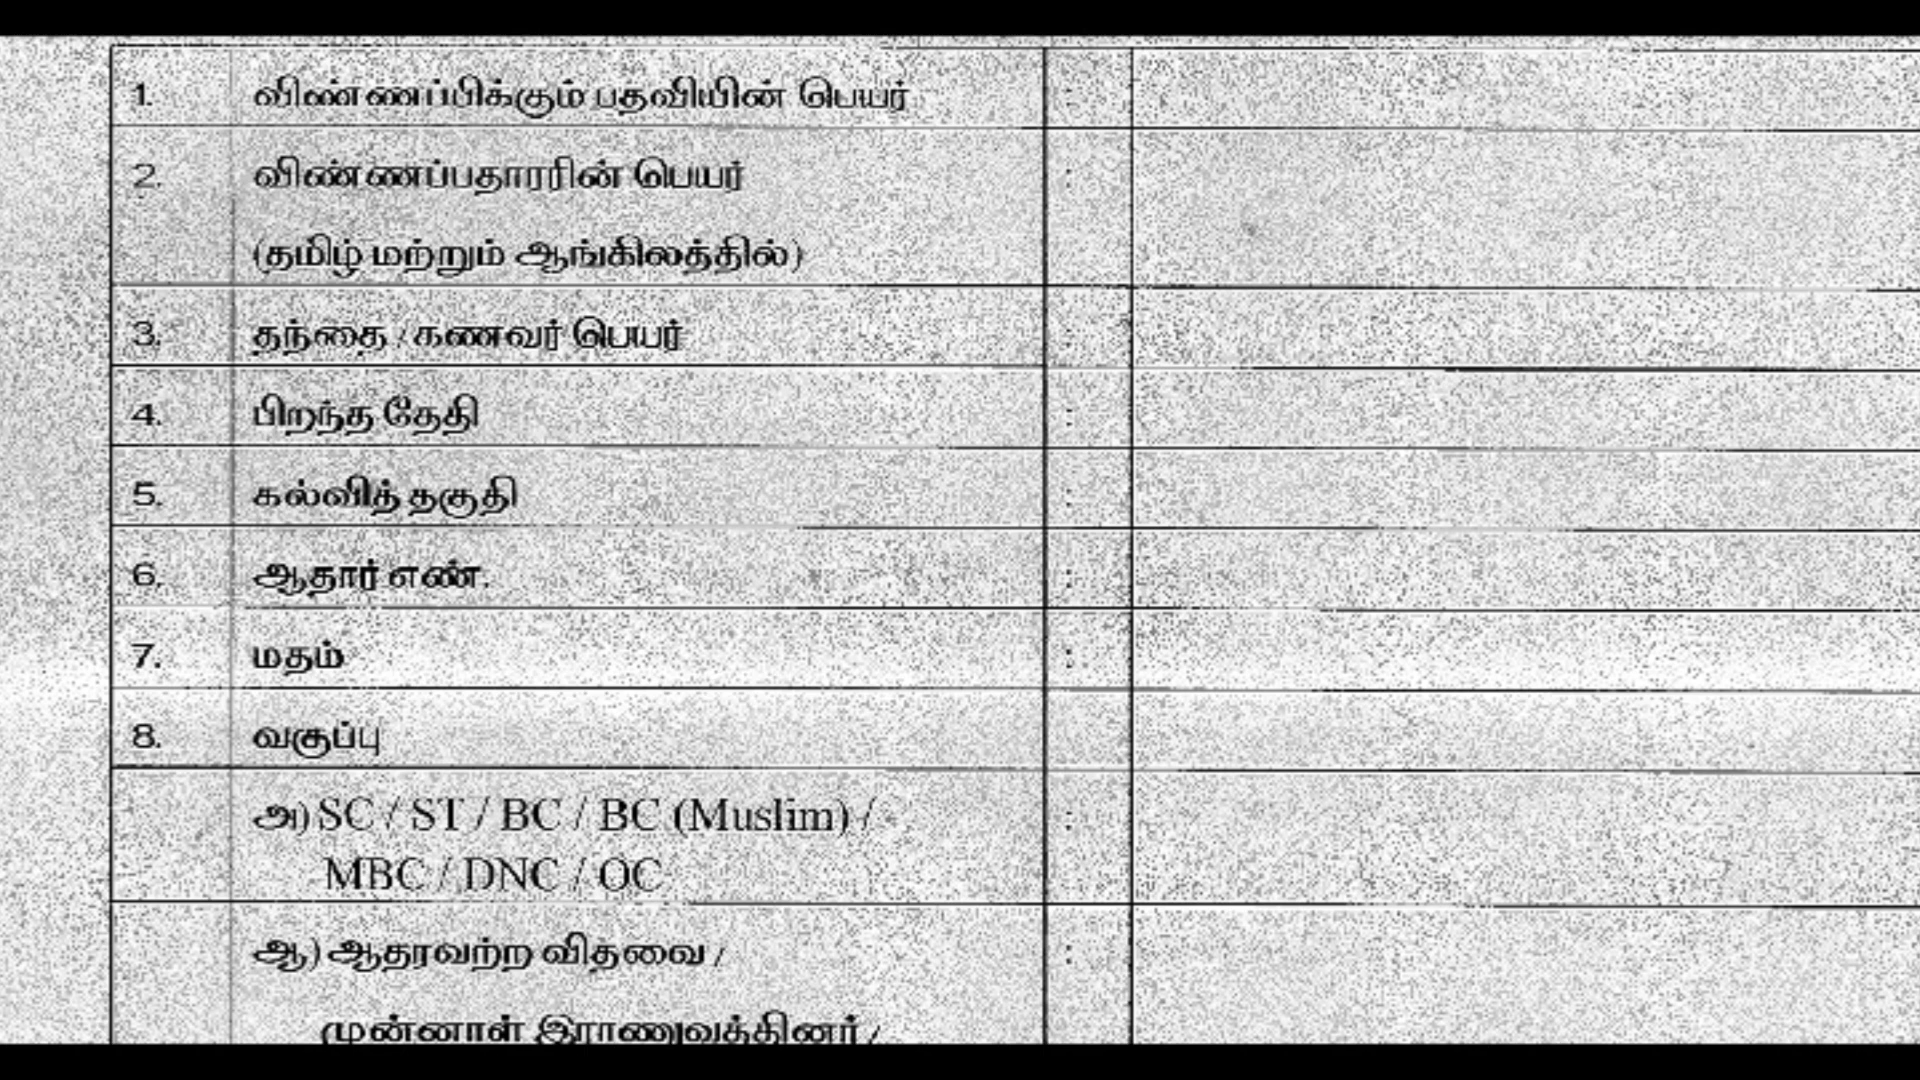 1. விண்ணப்பிக்கும் பதவியின் பெயர் :
2. விண்ணப்பதாரரின் பெயர் :
(தமிழ் மற்றும் ஆங்கிலத்தில்)
3. தந்தை / கணவர் பெயர் :
4. பிறந்த தேதி :
5. கல்வித் தகுதி :
6. ஆதார் எண். :
7. மதம் :
8. வகுப்பு
அ) SC / ST / BC / BC (Muslim) / :
MBC / DNC / OC
ஆ) ஆதரவற்ற விதவை / :
முன்னாள் இராணுவத்தினர் /